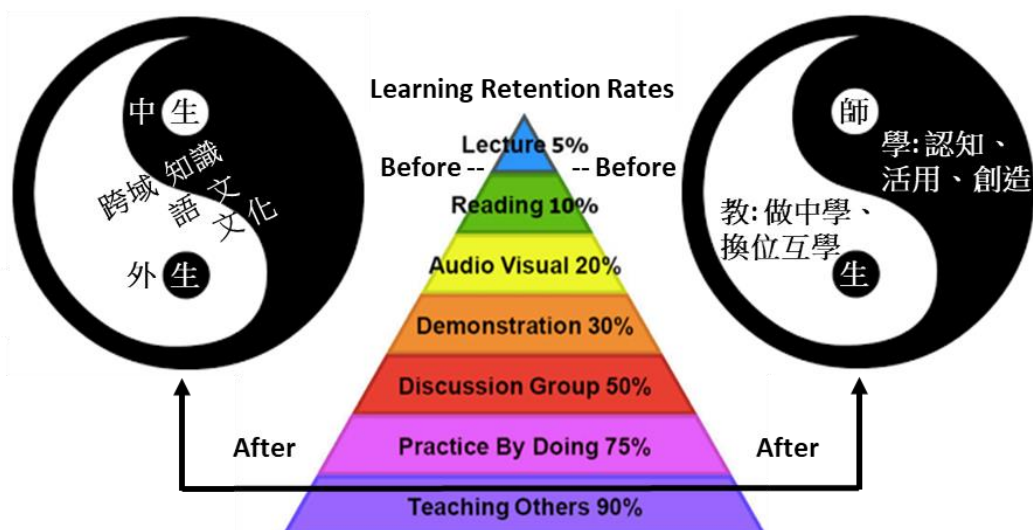 中 生
跨域 知識
語 文
文 化
外 生
Learning Retention Rates
Lecture 5%
Before -- -- Before
Reading 10%
Audio Visual 20%
Demonstration 30%
Discussion Group 50%
Practice By Doing 75%
Teaching Others 90%
After
After
師
學: 認知、
活用、創造
教: 做中學、
換位互學
生